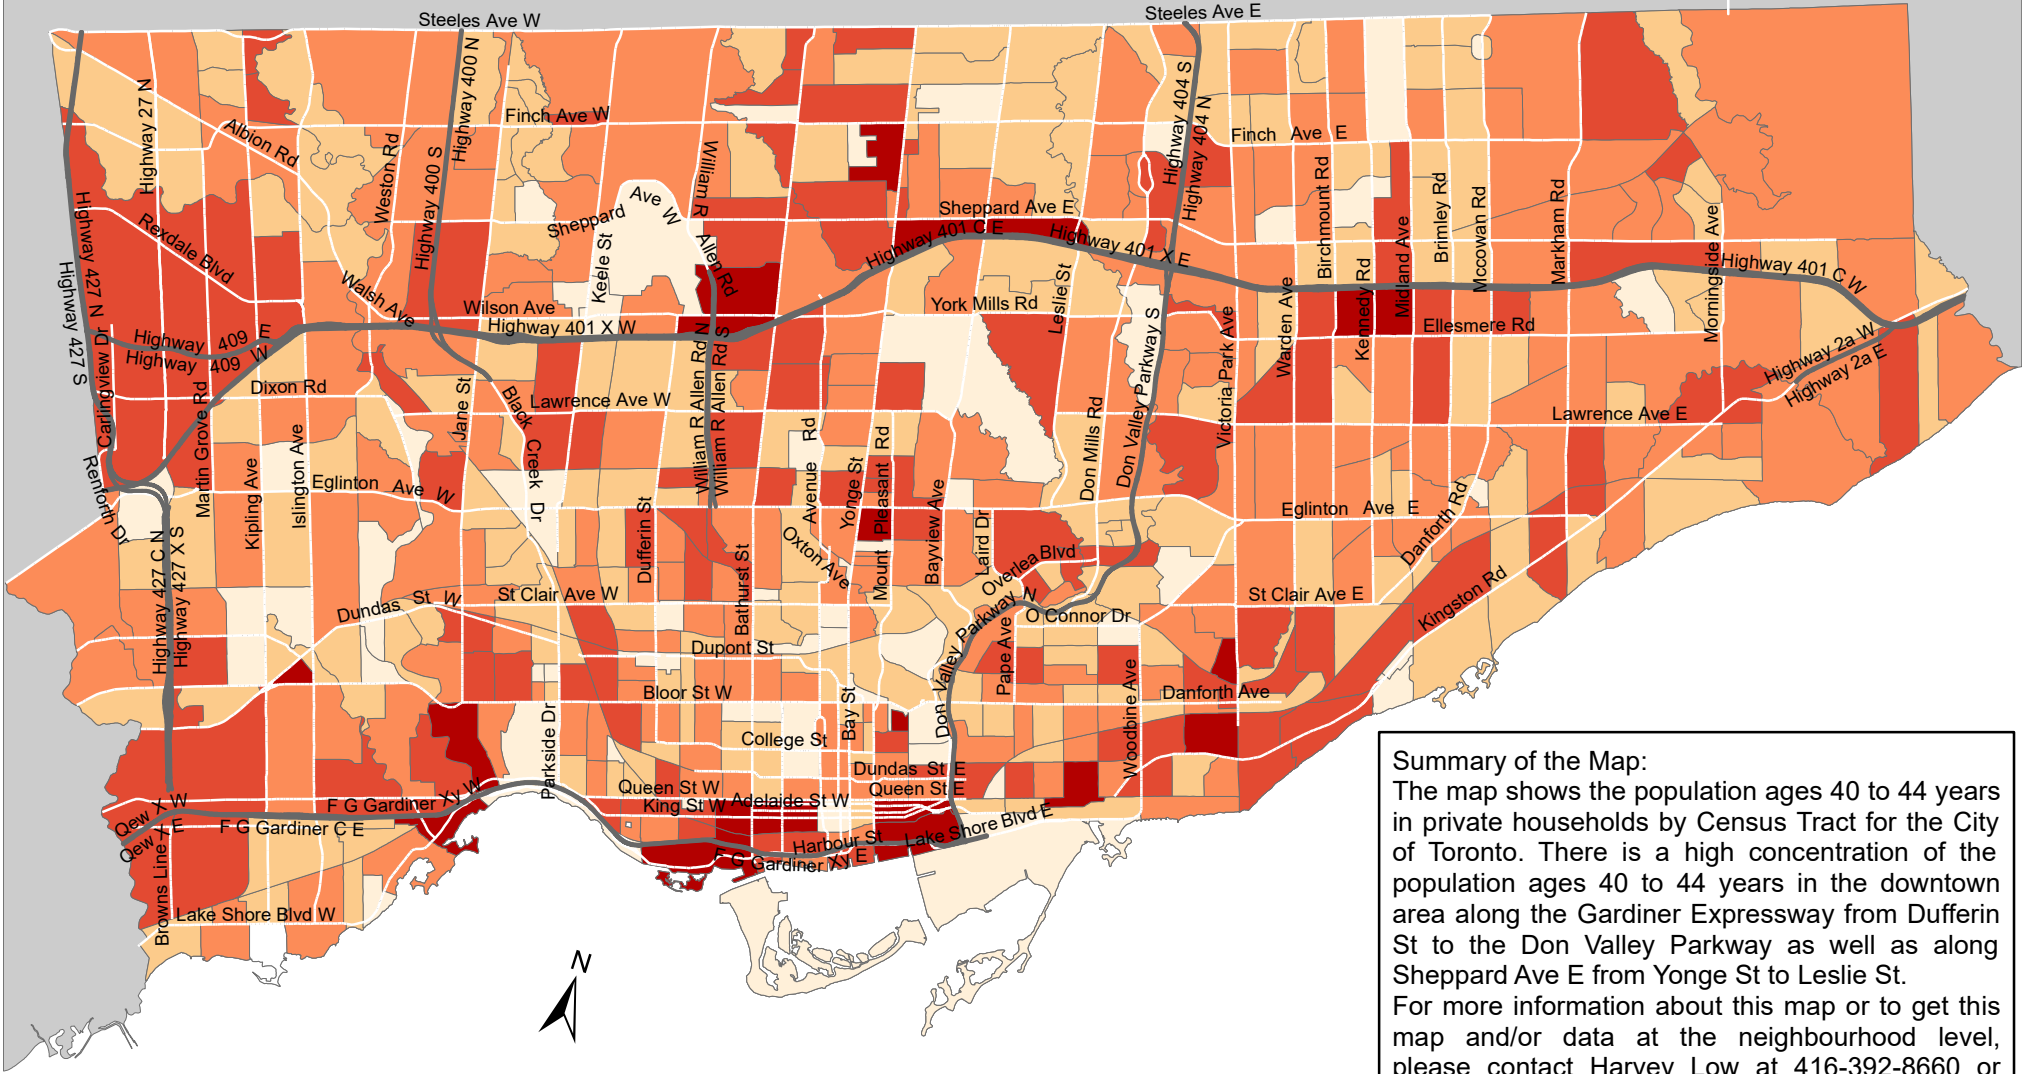 Steeles Ave W
Steeles Ave E
Highway 27 N
Albion Rd
Weston Rd
Highway 400 N
Highway 400 S
Finch Ave W
William R
Allen Rd
Highway 404 S
Highway 404 N
Finch Ave E
Birchmount Rd
Brimley Rd
Mccowan Rd
Markham Rd
Morningside Ave
Highway 427 N
Highway 427 S
Rexdale Blvd
Walsh Ave
Sheppard Ave W
Keele St
Sheppard Ave E
Highway 401 C E
Highway 401 X E
Leslie St
Kennedy Rd
Midland Ave
Warden Ave
Victoria Park Ave
Highway 401 C W
Wilson Ave
Highway 401 X W
York Mills Rd
Ellesmere Rd
Highway 2a W
Highway 2a E
Highway 409 E
Highway 409 W
Carlingview Dr
Martin Grove Rd
Dixon Rd
Jane St
Black Creek Dr
Lawrence Ave W
William R Allen Rd N
William R Allen Rd S
Avenue Rd
Yonge St
Mount Pleasant Rd
Bayview Ave
Don Mills Rd
Don Valley Parkway S
Lawrence Ave E
Renforth Dr
Kipling Ave
Islington Ave
Eglinton Ave W
Dufferin St
Bathurst St
Oxton Ave
Laird Dr
Overlea Blvd
Eglinton Ave E
Danforth Rd
Highway 427 C N
Highway 427 X S
Dundas St W
St Clair Ave W
Don Valley Parkway N
O Connor Dr
St Clair Ave E
Kingston Rd
Dupont St
Bloor St W
Pape Ave
Woodbine Ave
Danforth Ave
Parkside Dr
Bay St
College St
Dundas St E
Queen St E
Queen St W
King St W
Adelaide St W
Qew X W
Qew X E
F G Gardiner Xy W
F G Gardiner C E
Harbour St
Lake Shore Blvd E
F G Gardiner Xy E
Browns Line
Lake Shore Blvd W
N
Summary of the Map:
The map shows the population ages 40 to 44 years
in private households by Census Tract for the City
of Toronto. There is a high concentration of the
population ages 40 to 44 years in the downtown
area along the Gardiner Expressway from Dufferin
St to the Don Valley Parkway as well as along
Sheppard Ave E from Yonge St to Leslie St.
For more information about this map or to get this
map and/or data at the neighbourhood level,
please contact Harvey Low at 416-392-8660 or